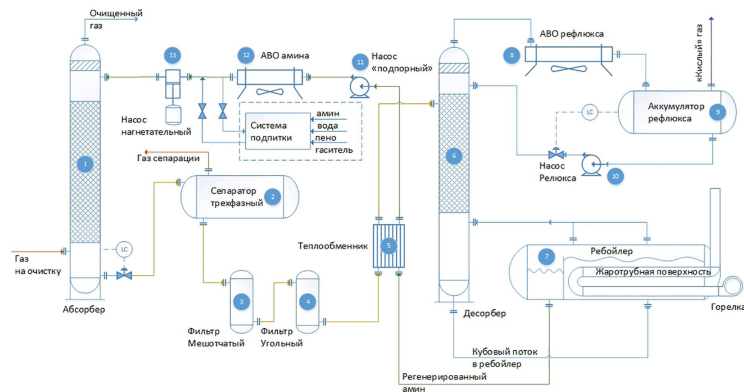 Очищенный
газ
13
Насос
нагнетательный
12
АВО амина
11
Насос
«подпорный»
Система
подпитки
амин
вода
пено
гаситель
8
АВО рефлюкса
«Кислый» газ
Аккумулятор
рефлюкса
9
LC
Насос
Релюкса
10
1
Газ сепарации
Сепаратор
трехфазный
2
6
LC
Газ
на очистку
Абсорбер
Теплообменник
5
3
4
Фильтр
Мешотчатый
Фильтр
Угольный
7
Ребойлер
Жаротрубная поверхность
Горелка
Десорбер
Кубовый поток
в ребойлер
Регенерированный
амин